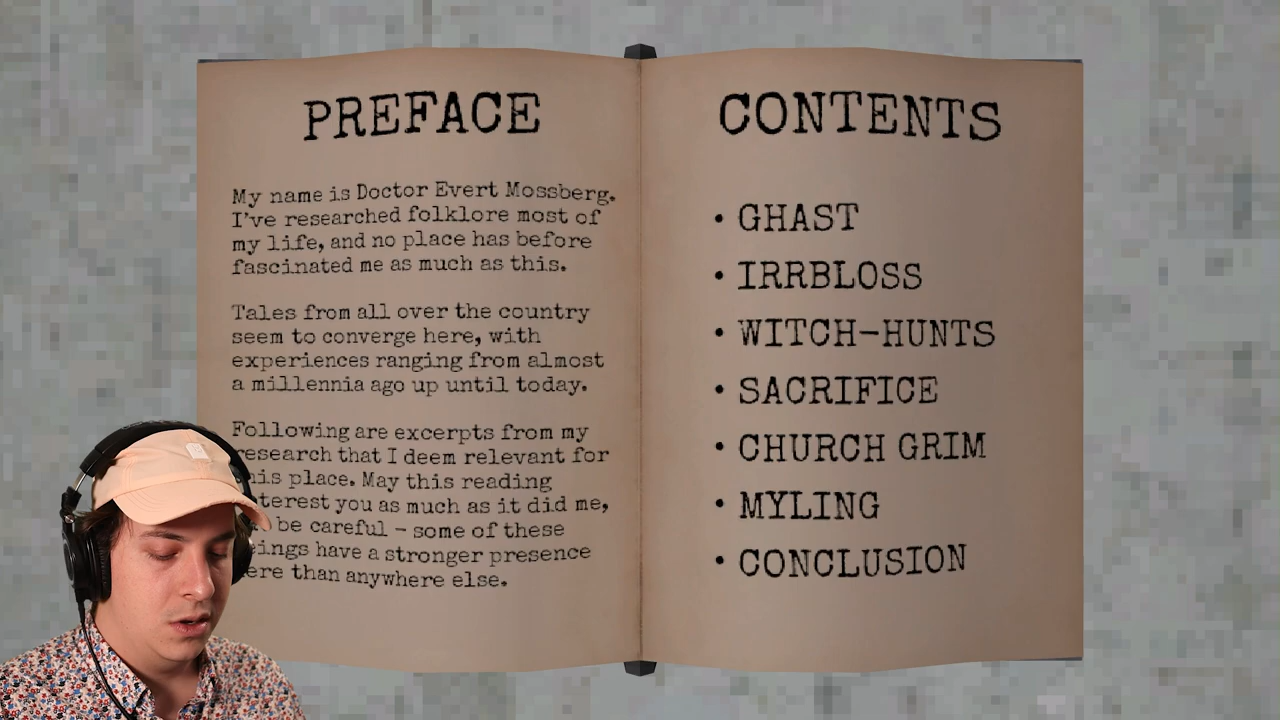 PREFACE
My name is Doctor Evert Mossberg.
I've researched folklore most of
my life, and no place has before
fascinated me as much as this.
Tales from all over the country
seem to converge here, with
experiences ranging from almost
a millennia ago up until today.
Following are excerpts from my
research that I deem relevant for
this place. May this reading
interest you as much as it did me,
be careful – some of these
beings have a stronger presence
here than anywhere else.
CONTENTS
• GHAST
• IRRBLOSS
• WITCH-HUNTS
• SACRIFICE
• CHURCH GRIM
• MYLING
• CONCLUSION